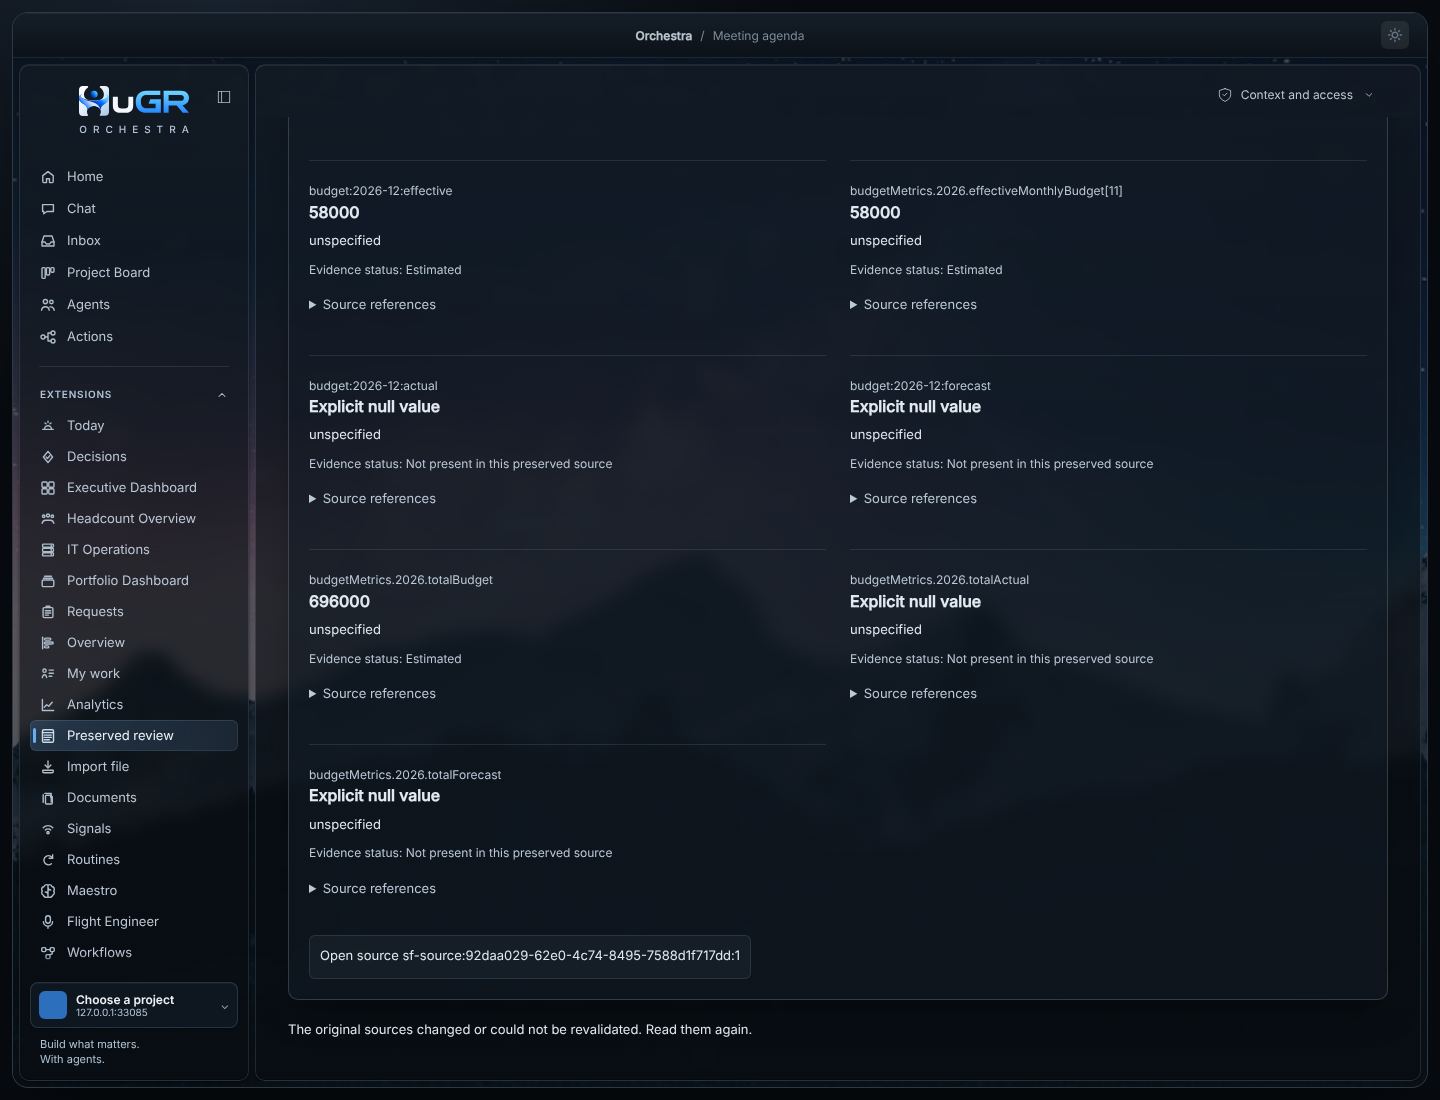 Orchestra / Meeting agenda
HuGR
ORCHESTRA
Context and access
Home
Chat
Inbox
Project Board
Agents
Actions
EXTENSIONS
Today
Decisions
Executive Dashboard
Headcount Overview
IT Operations
Portfolio Dashboard
Requests
Overview
My work
Analytics
Preserved review
Import file
Documents
Signals
Routines
Maestro
Flight Engineer
Workflows
Choose a project
127.0.0.1:33085
Build what matters.
With agents.
budget:2026-12:effective
58000
unspecified
Evidence status: Estimated
Source references
budgetMetrics.2026.effectiveMonthlyBudget[11]
58000
unspecified
Evidence status: Estimated
Source references
budget:2026-12:actual
Explicit null value
unspecified
Evidence status: Not present in this preserved source
Source references
budget:2026-12:forecast
Explicit null value
unspecified
Evidence status: Not present in this preserved source
Source references
budgetMetrics.2026.totalBudget
696000
unspecified
Evidence status: Estimated
Source references
budgetMetrics.2026.totalActual
Explicit null value
unspecified
Evidence status: Not present in this preserved source
Source references
budgetMetrics.2026.totalForecast
Explicit null value
unspecified
Evidence status: Not present in this preserved source
Source references
Open source sf-source:92daa029-62e0-4c74-8495-7588d1f717dd:1
The original sources changed or could not be revalidated. Read them again.